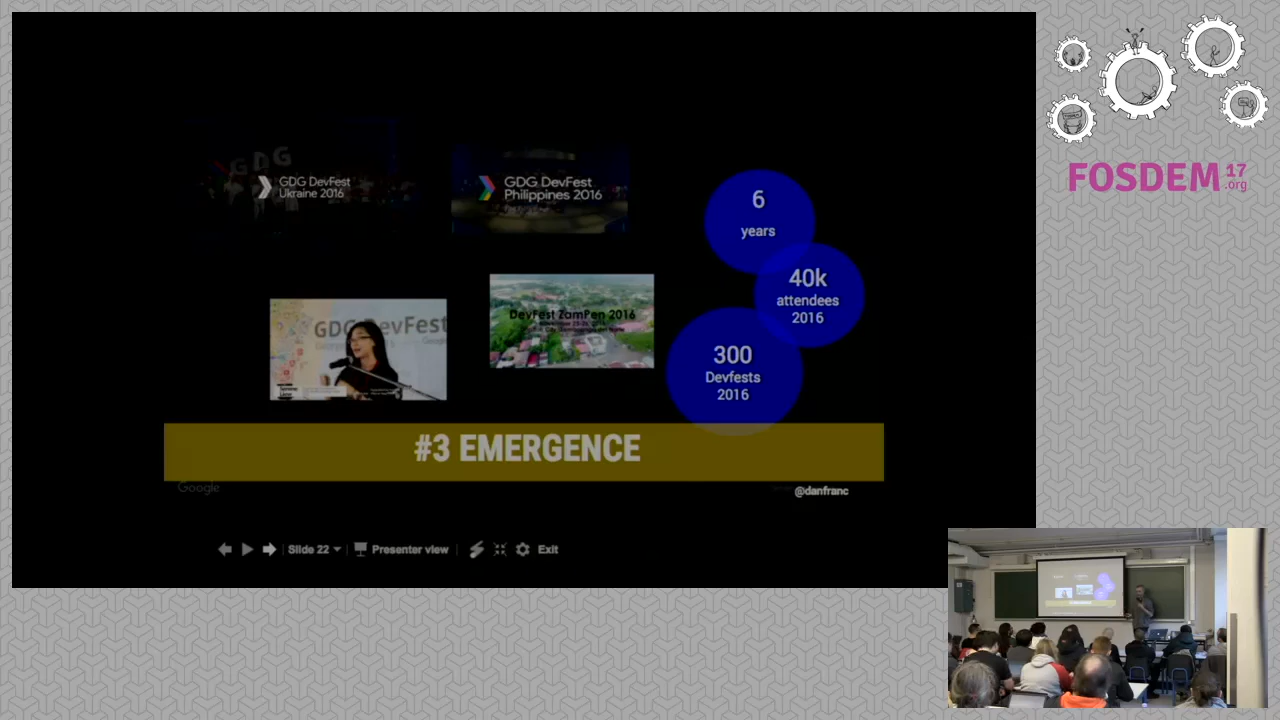 GDG
GDG DevFest
Ukraine 2016
GDG DevFest
Philippines 2016
6
years
40k
attendees
2016
300
Devfests
2016
GDG DevFest
DevFest ZamPen 2016
#3 EMERGENCE
Google
@danfranc
Slide 22
Presenter view
Exit
FOSDEM 17
.org